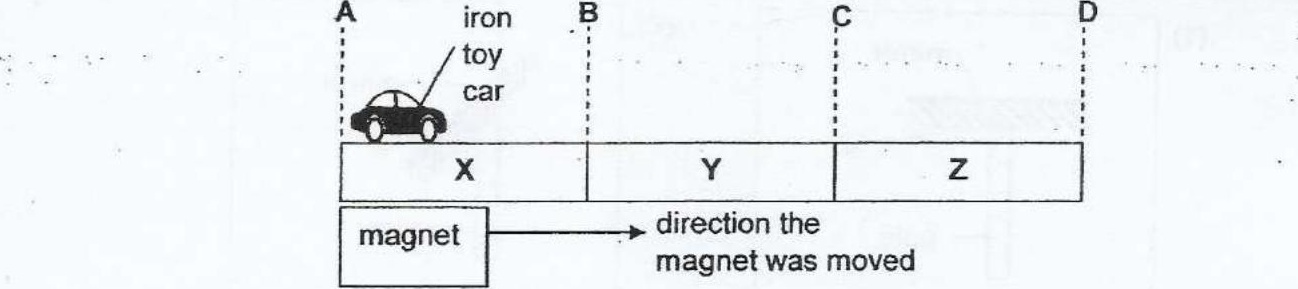 A B C D
iron
toy
car
X Y Z
magnet
direction the
magnet was moved